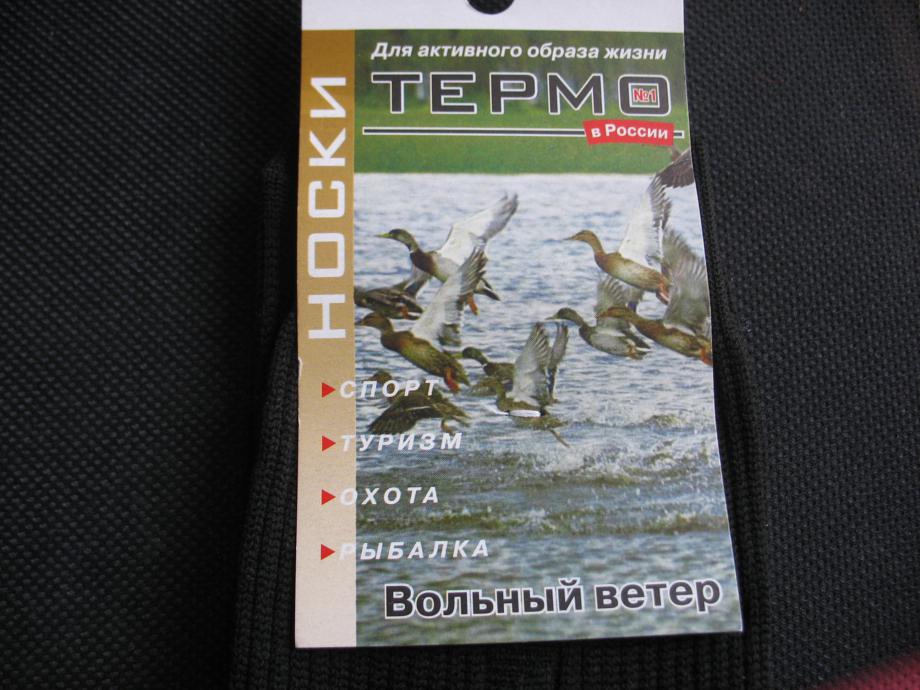 Для активного образа жизни
ТЕРМО
№1
в России
НОСКИ
СПОРТ
ТУРИЗМ
ОХОТА
РЫБАЛКА
Вольный ветер